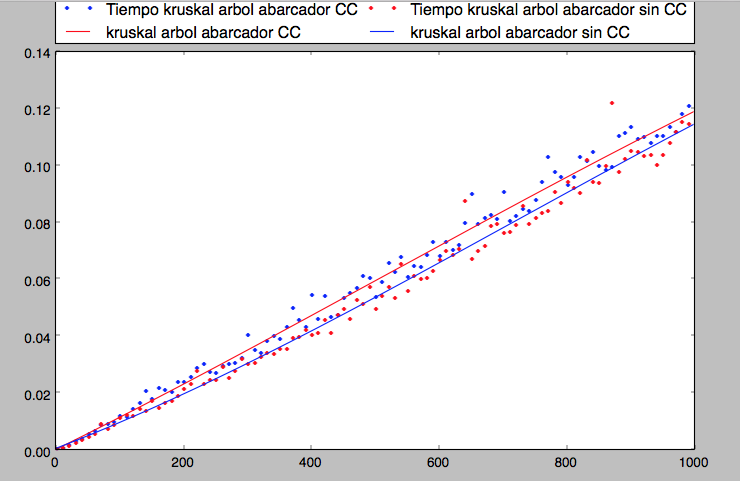 Tiempo kruskal arbol abarcador CC Tiempo kruskal arbol abarcador sin CC
kruskal arbol abarcador CC kruskal arbol abarcador sin CC
0.14
0.12
0.10
0.08
0.06
0.04
0.02
0.00
0 200 400 600 800 1000